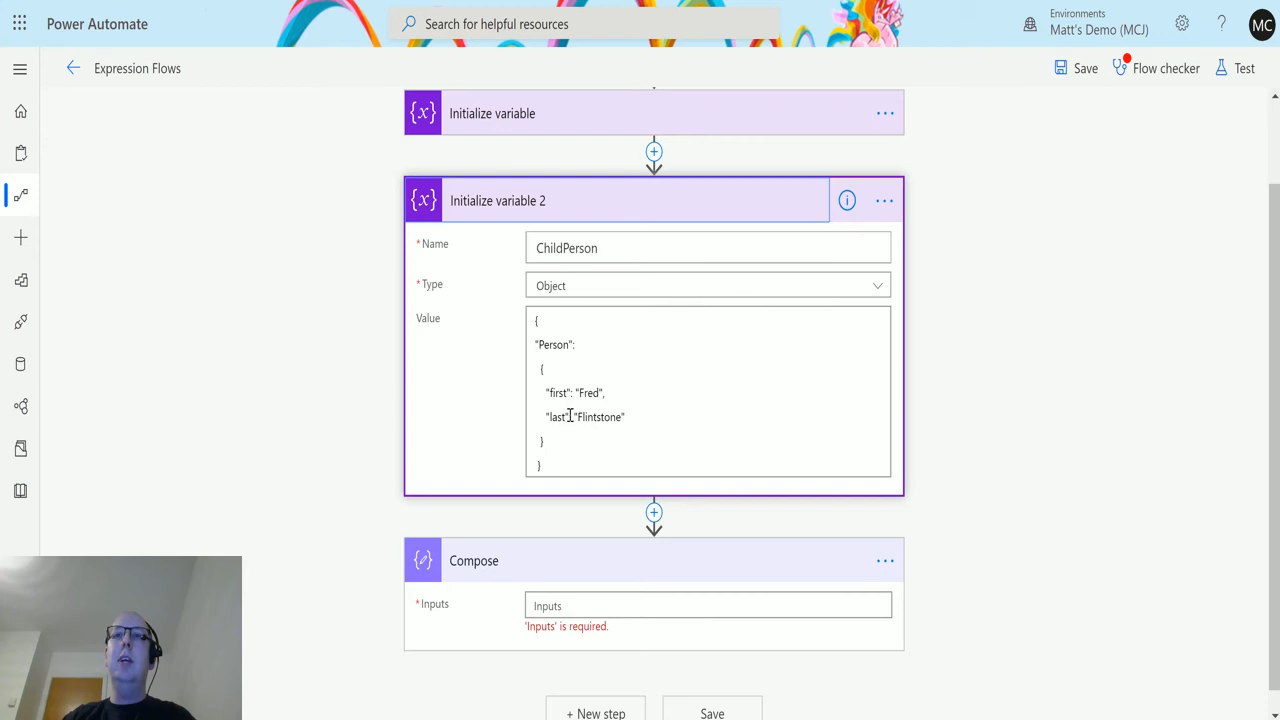 Power Automate
Search for helpful resources
Environments
Matt's Demo (MCJ)
?
MC
Expression Flows
Save
Flow checker
Test
{x}
Initialize variable
...
+
{x}
Initialize variable 2
i
...
* Name
ChildPerson
* Type
Object
Value
{
"Person":
{
"first": "Fred",
"last": "Flintstone"
}
}
+
Compose
...
* Inputs
Inputs
'Inputs' is required.
+ New step
Save